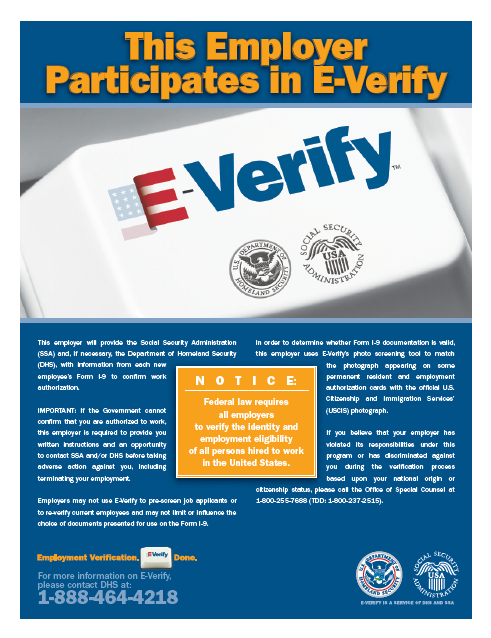 This Employer
Participates in E-Verify
E-Verify™
U.S. DEPARTMENT OF HOMELAND SECURITY
SOCIAL SECURITY ADMINISTRATION
USA
This employer will provide the Social Security Administration
(SSA) and, if necessary, the Department of Homeland Security
(DHS), with information from each new
employee's Form I-9 to confirm work
authorization.
IMPORTANT: If the Government cannot
confirm that you are authorized to work,
this employer is required to provide you
written instructions and an opportunity
to contact SSA and/or DHS before taking
adverse action against you, including
terminating your employment.
Employers may not use E-Verify to pre-screen job applicants or
to re-verify current employees and may not limit or influence the
choice of documents presented for use on the Form I-9.
NOTICE:
Federal law requires
all employers
to verify the identity and
employment eligibility
of all persons hired to work
in the United States.
In order to determine whether Form I-9 documentation is valid,
this employer uses E-Verify's photo screening tool to match
the photograph appearing on some
permanent resident and employment
authorization cards with the official U.S.
Citizenship and Immigration Services'
(USCIS) photograph.
If you believe that your employer has
violated its responsibilities under this
program or has discriminated against
you during the verification process
based upon your national origin or
citizenship status, please call the Office of Special Counsel at
1-800-255-7688 (TDD: 1-800-237-2515).
Employment Verification. E-Verify Done.
For more information on E-Verify,
please contact DHS at:
1-888-464-4218
U.S. DEPARTMENT OF HOMELAND SECURITY
SOCIAL SECURITY ADMINISTRATION
USA
E-VERIFY IS A SERVICE OF DHS AND SSA